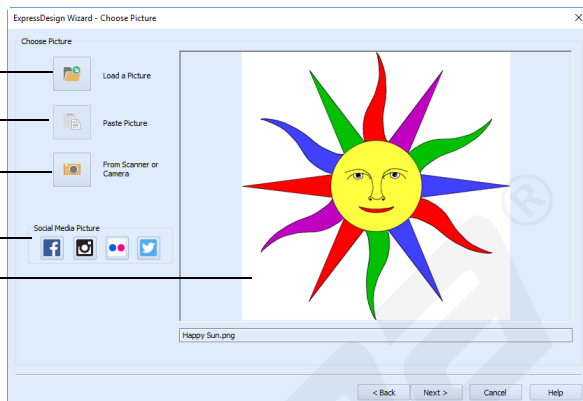 ExpressDesign Wizard - Choose Picture
Choose Picture
Load a Picture
Paste Picture
From Scanner or
Camera
Social Media Picture
Happy Sun.png
< Back
Next >
Cancel
Help